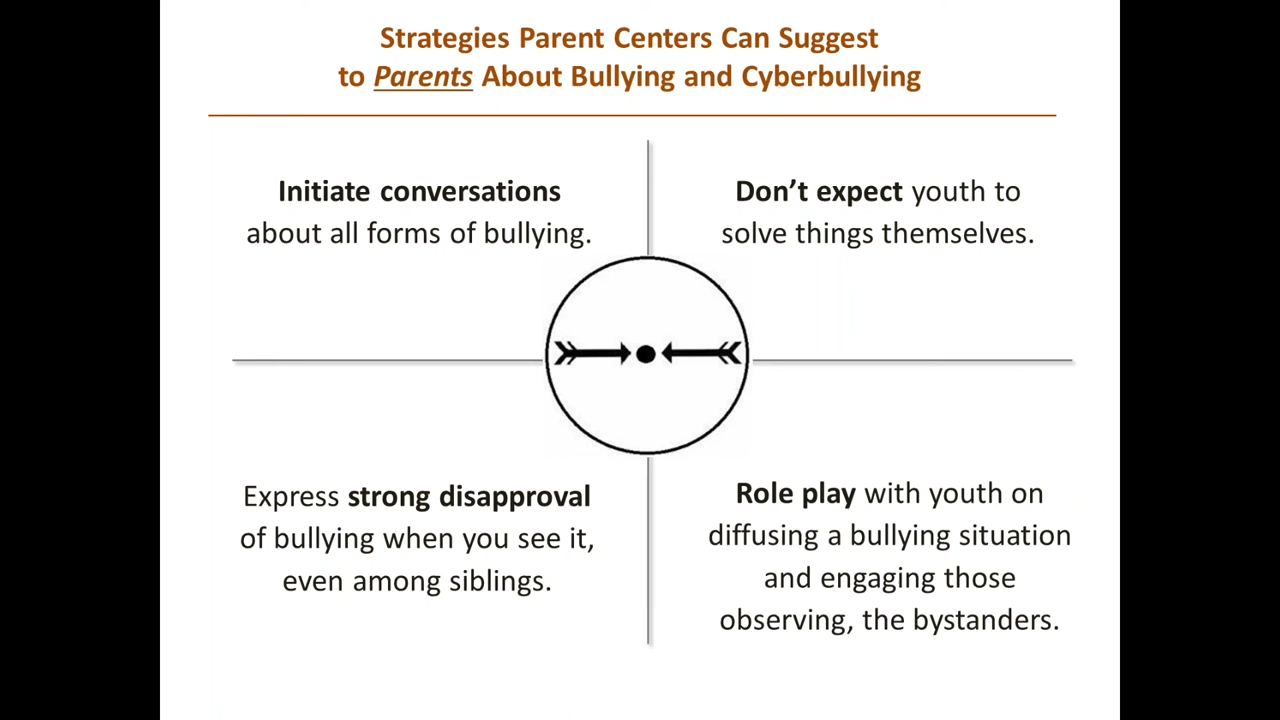 Strategies Parent Centers Can Suggest
to Parents About Bullying and Cyberbullying
Initiate conversations
about all forms of bullying.
Don’t expect youth to
solve things themselves.
Express strong disapproval
of bullying when you see it,
even among siblings.
Role play with youth on
diffusing a bullying situation
and engaging those
observing, the bystanders.